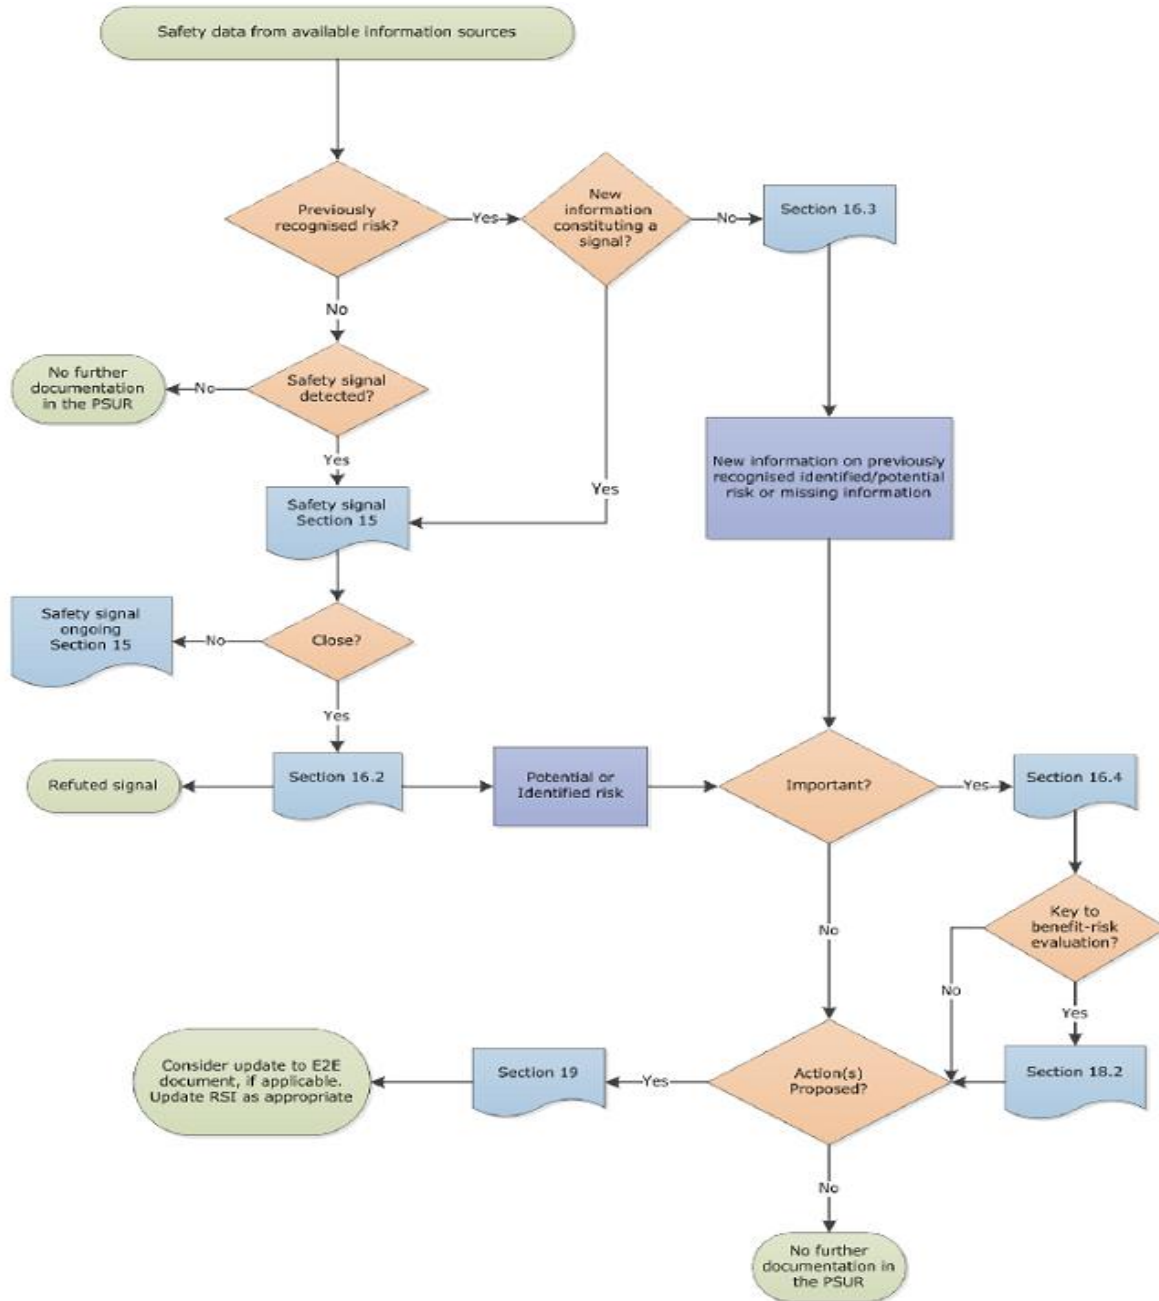 Safety data from available information sources
Previously
recognised risk?
Yes
New
information
constituting a
signal?
No
Section 16.3
No
No further
documentation
in the PSUR
No
Safety signal
detected?
Yes
Yes
New information on previously
recognised identified/potential
risk or missing information
Safety signal
Section 15
Safety signal
ongoing
Section 15
No
Close?
Yes
Refuted signal
Section 16.2
Potential or
Identified risk
Important?
Yes
Section 16.4
No
Key to
benefit-risk
evaluation?
No
Yes
Consider update to E2E
document, if applicable.
Update RSI as appropriate
Section 19
Yes
Action(s)
Proposed?
Section 18.2
No
No further
documentation in
the PSUR